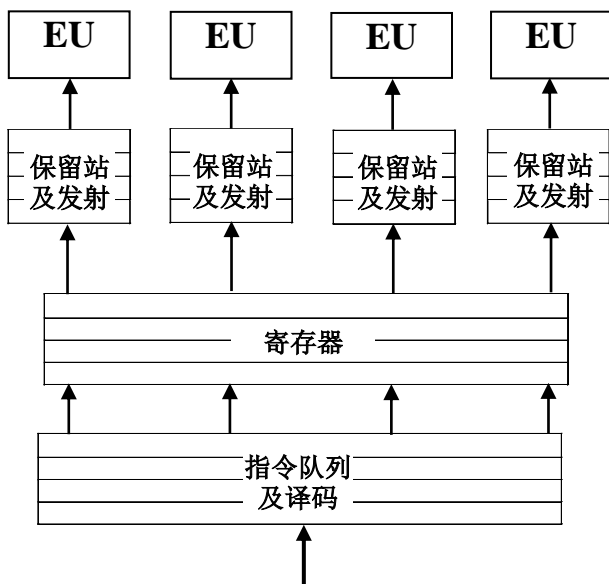 EU EU EU EU
保留站 保留站 保留站 保留站
及发射 及发射 及发射 及发射
寄存器
指令队列
及译码